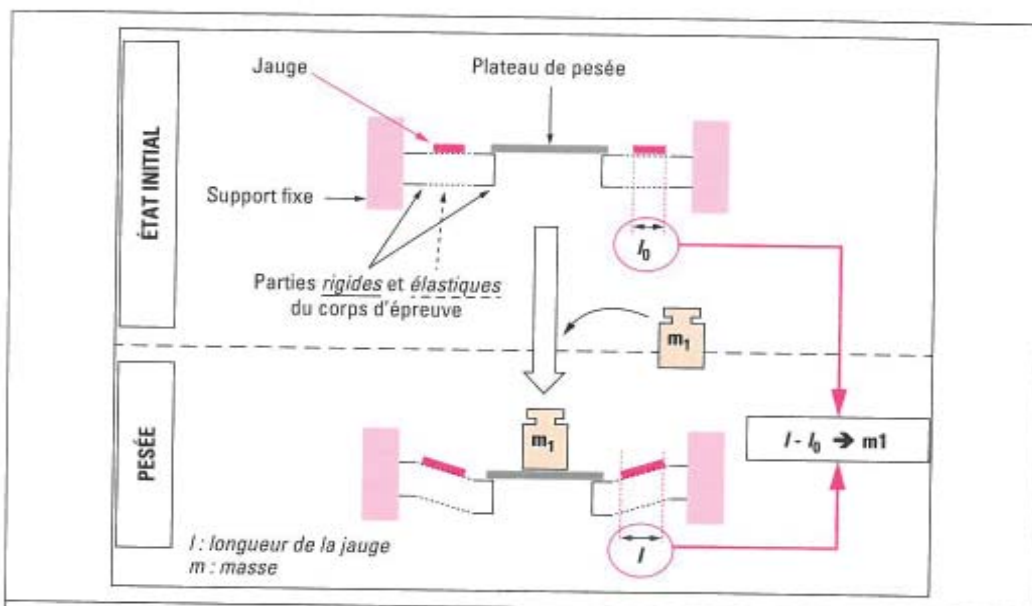 ÉTAT INITIAL
Jauge
Plateau de pesée
Support fixe
l0
Parties rigides et élastiques
du corps d'épreuve
m1
PESÉE
m1
l - l0 ➔ m1
l
l : longueur de la jauge
m : masse